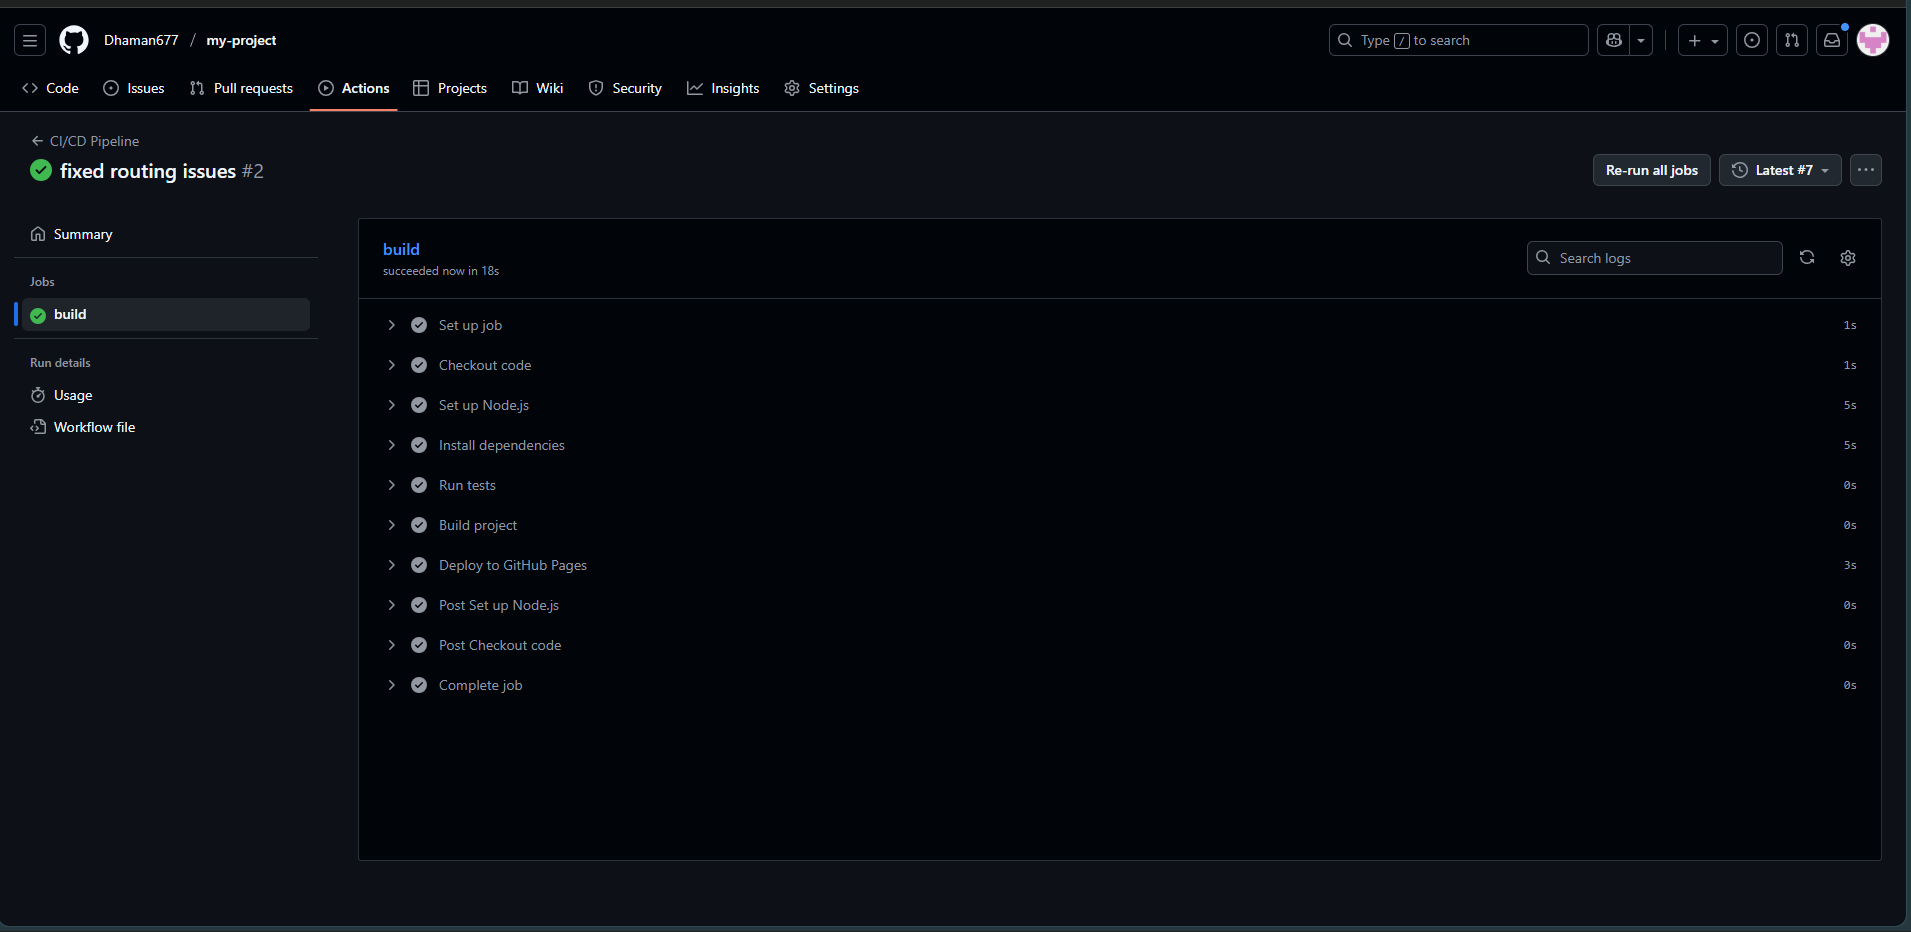 Dhaman677 / my-project
Type / to search
Code Issues Pull requests Actions Projects Wiki Security Insights Settings
CI/CD Pipeline
fixed routing issues #2
Re-run all jobs
Latest #7
Summary
Jobs
build
Run details
Usage
Workflow file
build
succeeded now in 18s
Search logs
Set up job 1s
Checkout code 1s
Set up Node.js 5s
Install dependencies 5s
Run tests 0s
Build project 0s
Deploy to GitHub Pages 3s
Post Set up Node.js 0s
Post Checkout code 0s
Complete job 0s